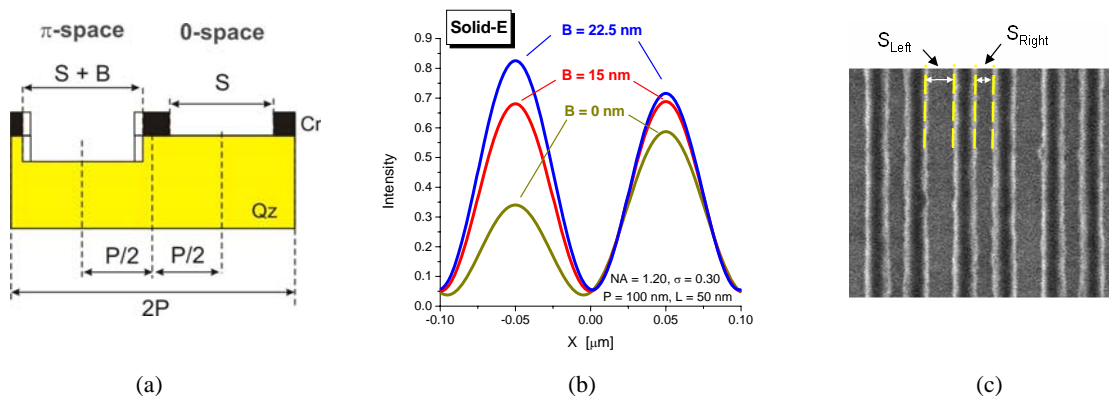 π-space 0-space
S + B
S
Cr
Qz
P/2 P/2
2P
(a)
Solid-E
B = 22.5 nm
B = 15 nm
B = 0 nm
0.9
0.8
0.7
0.6
0.5
0.4
0.3
0.2
0.1
0.0
Intensity
NA = 1.20, σ = 0.30
P = 100 nm, L = 50 nm
-0.10 -0.05 0.00 0.05 0.10
X [μm]
(b)
S Left S Right
(c)